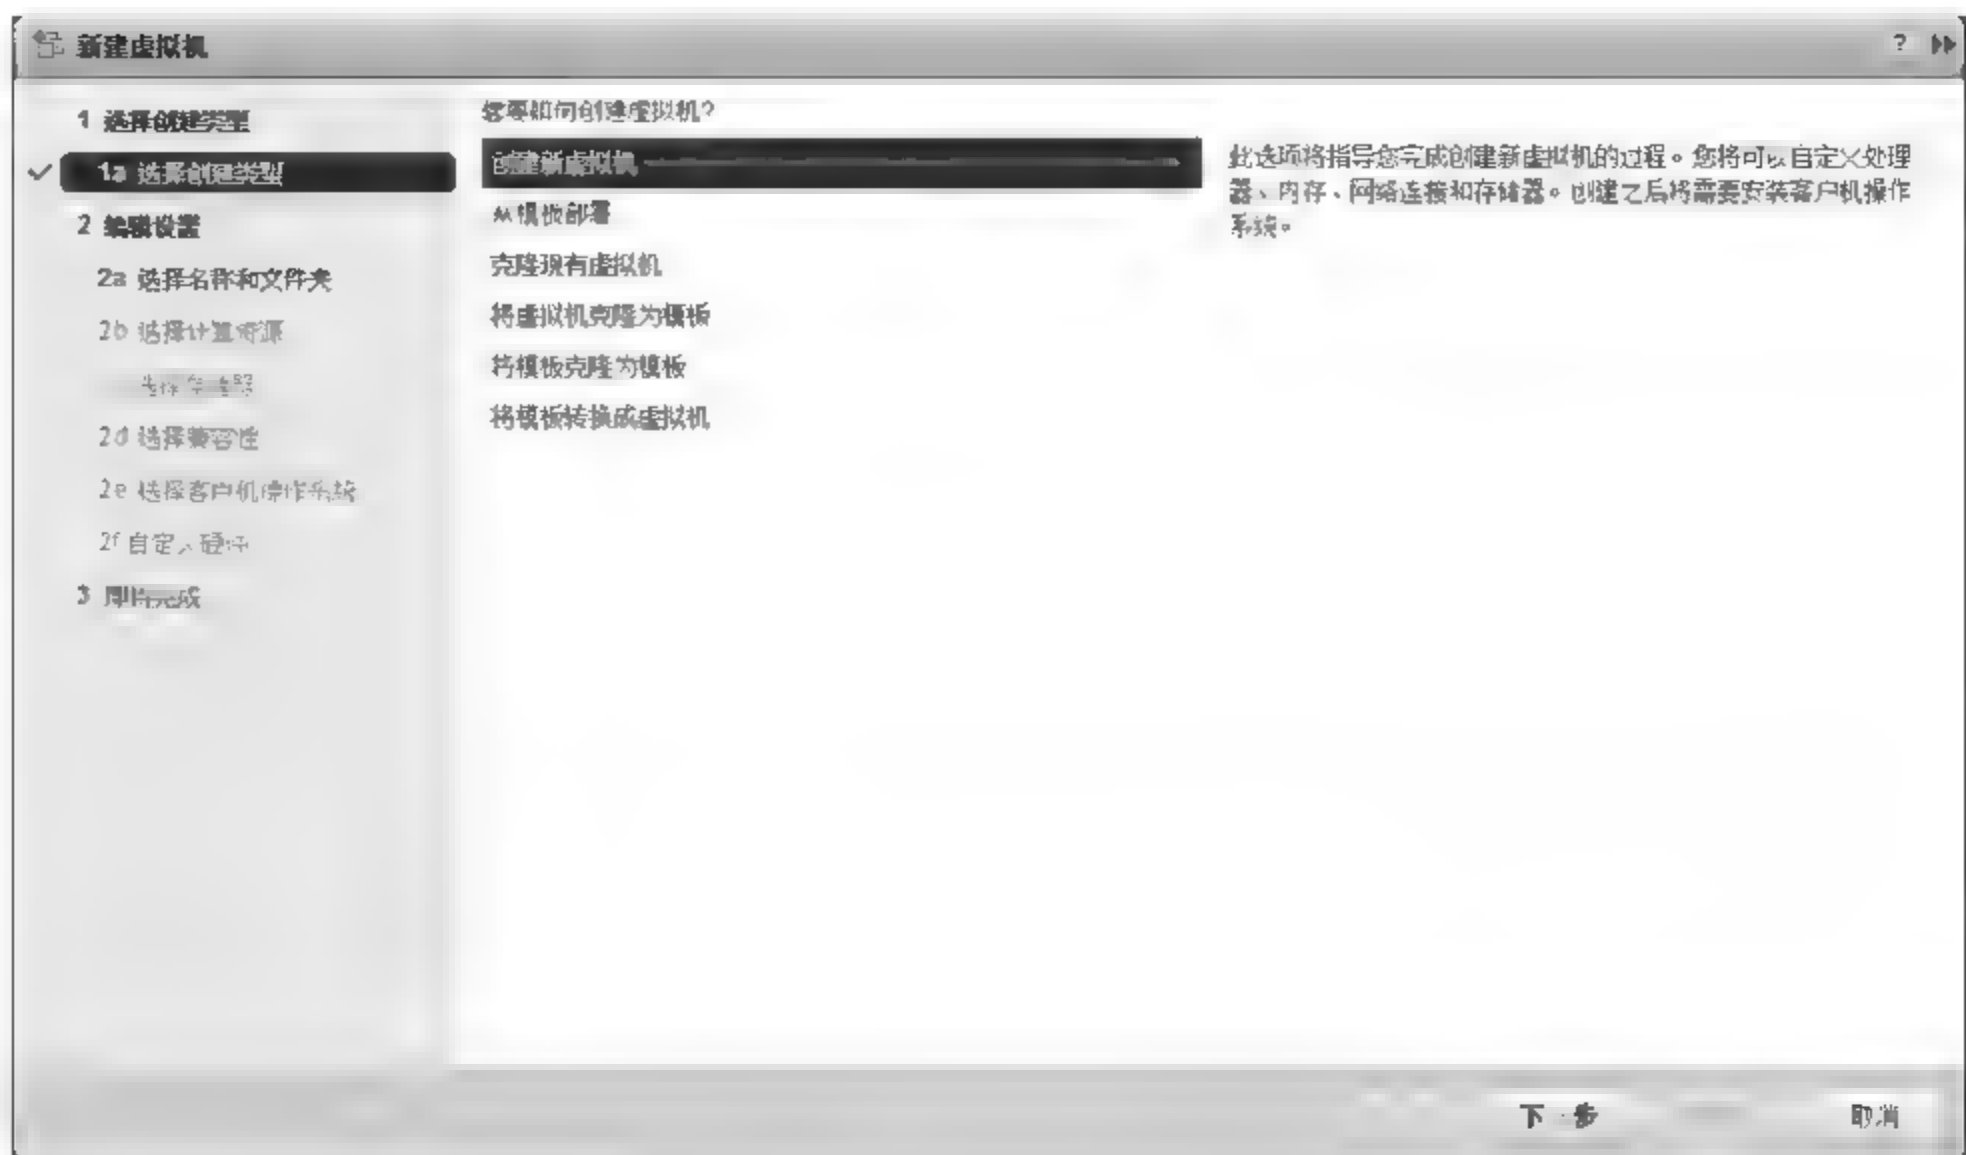 新建虚拟机
?
1 选择创建类型
1a 选择创建类型
2 编辑设置
2a 选择名称和文件夹
2b 选择计算资源
选择存储器
2d 选择兼容性
2e 选择客户机操作系统
2f 自定义硬件
3 即将完成
您要如何创建虚拟机?
创建新虚拟机
从模板部署
克隆现有虚拟机
将虚拟机克隆为模板
将模板克隆为模板
将模板转换成虚拟机
此选项将指导您完成创建新虚拟机的过程。您将可以自定义处理
器、内存、网络连接和存储器。创建之后将需要安装客户机操作
系统。
下一步
取消